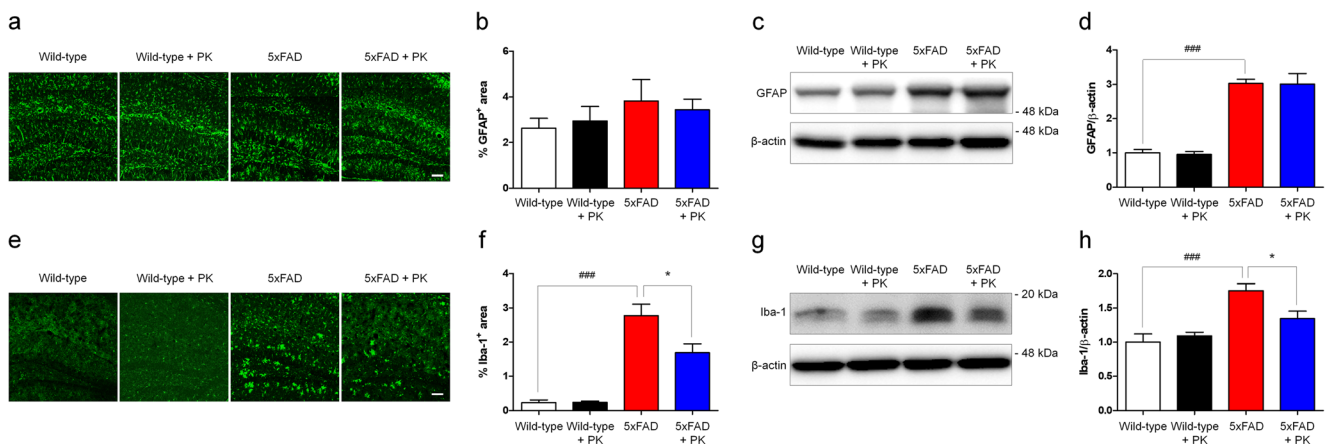 a
Wild-type
Wild-type + PK
5xFAD
5xFAD + PK
b
% GFAP⁺ area
6
4
2
0
Wild-type
Wild-type
+ PK
5xFAD
5xFAD
+ PK
c
Wild-type
Wild-type
+ PK
5xFAD
5xFAD
+ PK
GFAP
- 48 kDa
- 48 kDa
β-actin
d
GFAP/β-actin
4
3
2
1
0
###
Wild-type
Wild-type
+ PK
5xFAD
5xFAD
+ PK
e
Wild-type
Wild-type + PK
5xFAD
5xFAD + PK
f
% Iba-1⁺ area
4
3
2
1
0
###
*
Wild-type
Wild-type
+ PK
5xFAD
5xFAD
+ PK
g
Wild-type
Wild-type
+ PK
5xFAD
5xFAD
+ PK
- 20 kDa
Iba-1
- 48 kDa
β-actin
h
Iba-1/β-actin
2.0
1.5
1.0
0.5
0.0
###
*
Wild-type
Wild-type
+ PK
5xFAD
5xFAD
+ PK